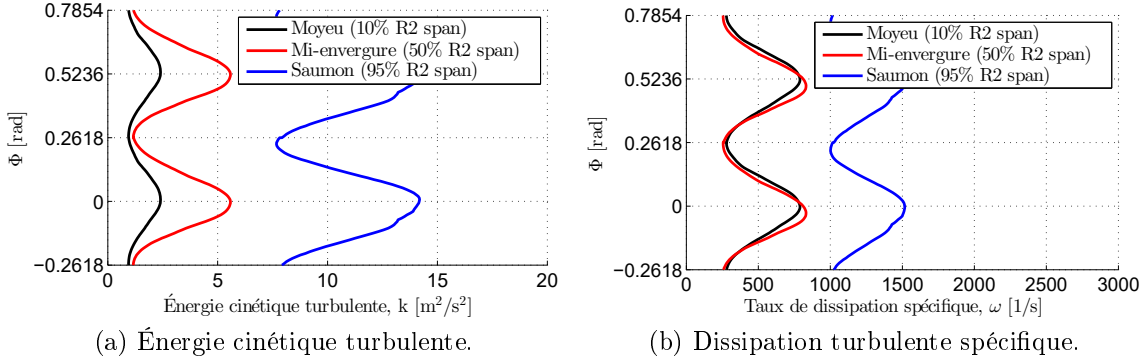 0.7854
0.5236
0.2618
0
−0.2618
Φ [rad]
Moyeu (10% R2 span)
Mi-envergure (50% R2 span)
Saumon (95% R2 span)
0 5 10 15 20
Énergie cinétique turbulente, k [m²/s²]
(a) Énergie cinétique turbulente.
0.7854
0.5236
0.2618
0
−0.2618
Φ [rad]
Moyeu (10% R2 span)
Mi-envergure (50% R2 span)
Saumon (95% R2 span)
0 500 1000 1500 2000 2500 3000
Taux de dissipation spécifique, ω [1/s]
(b) Dissipation turbulente spécifique.